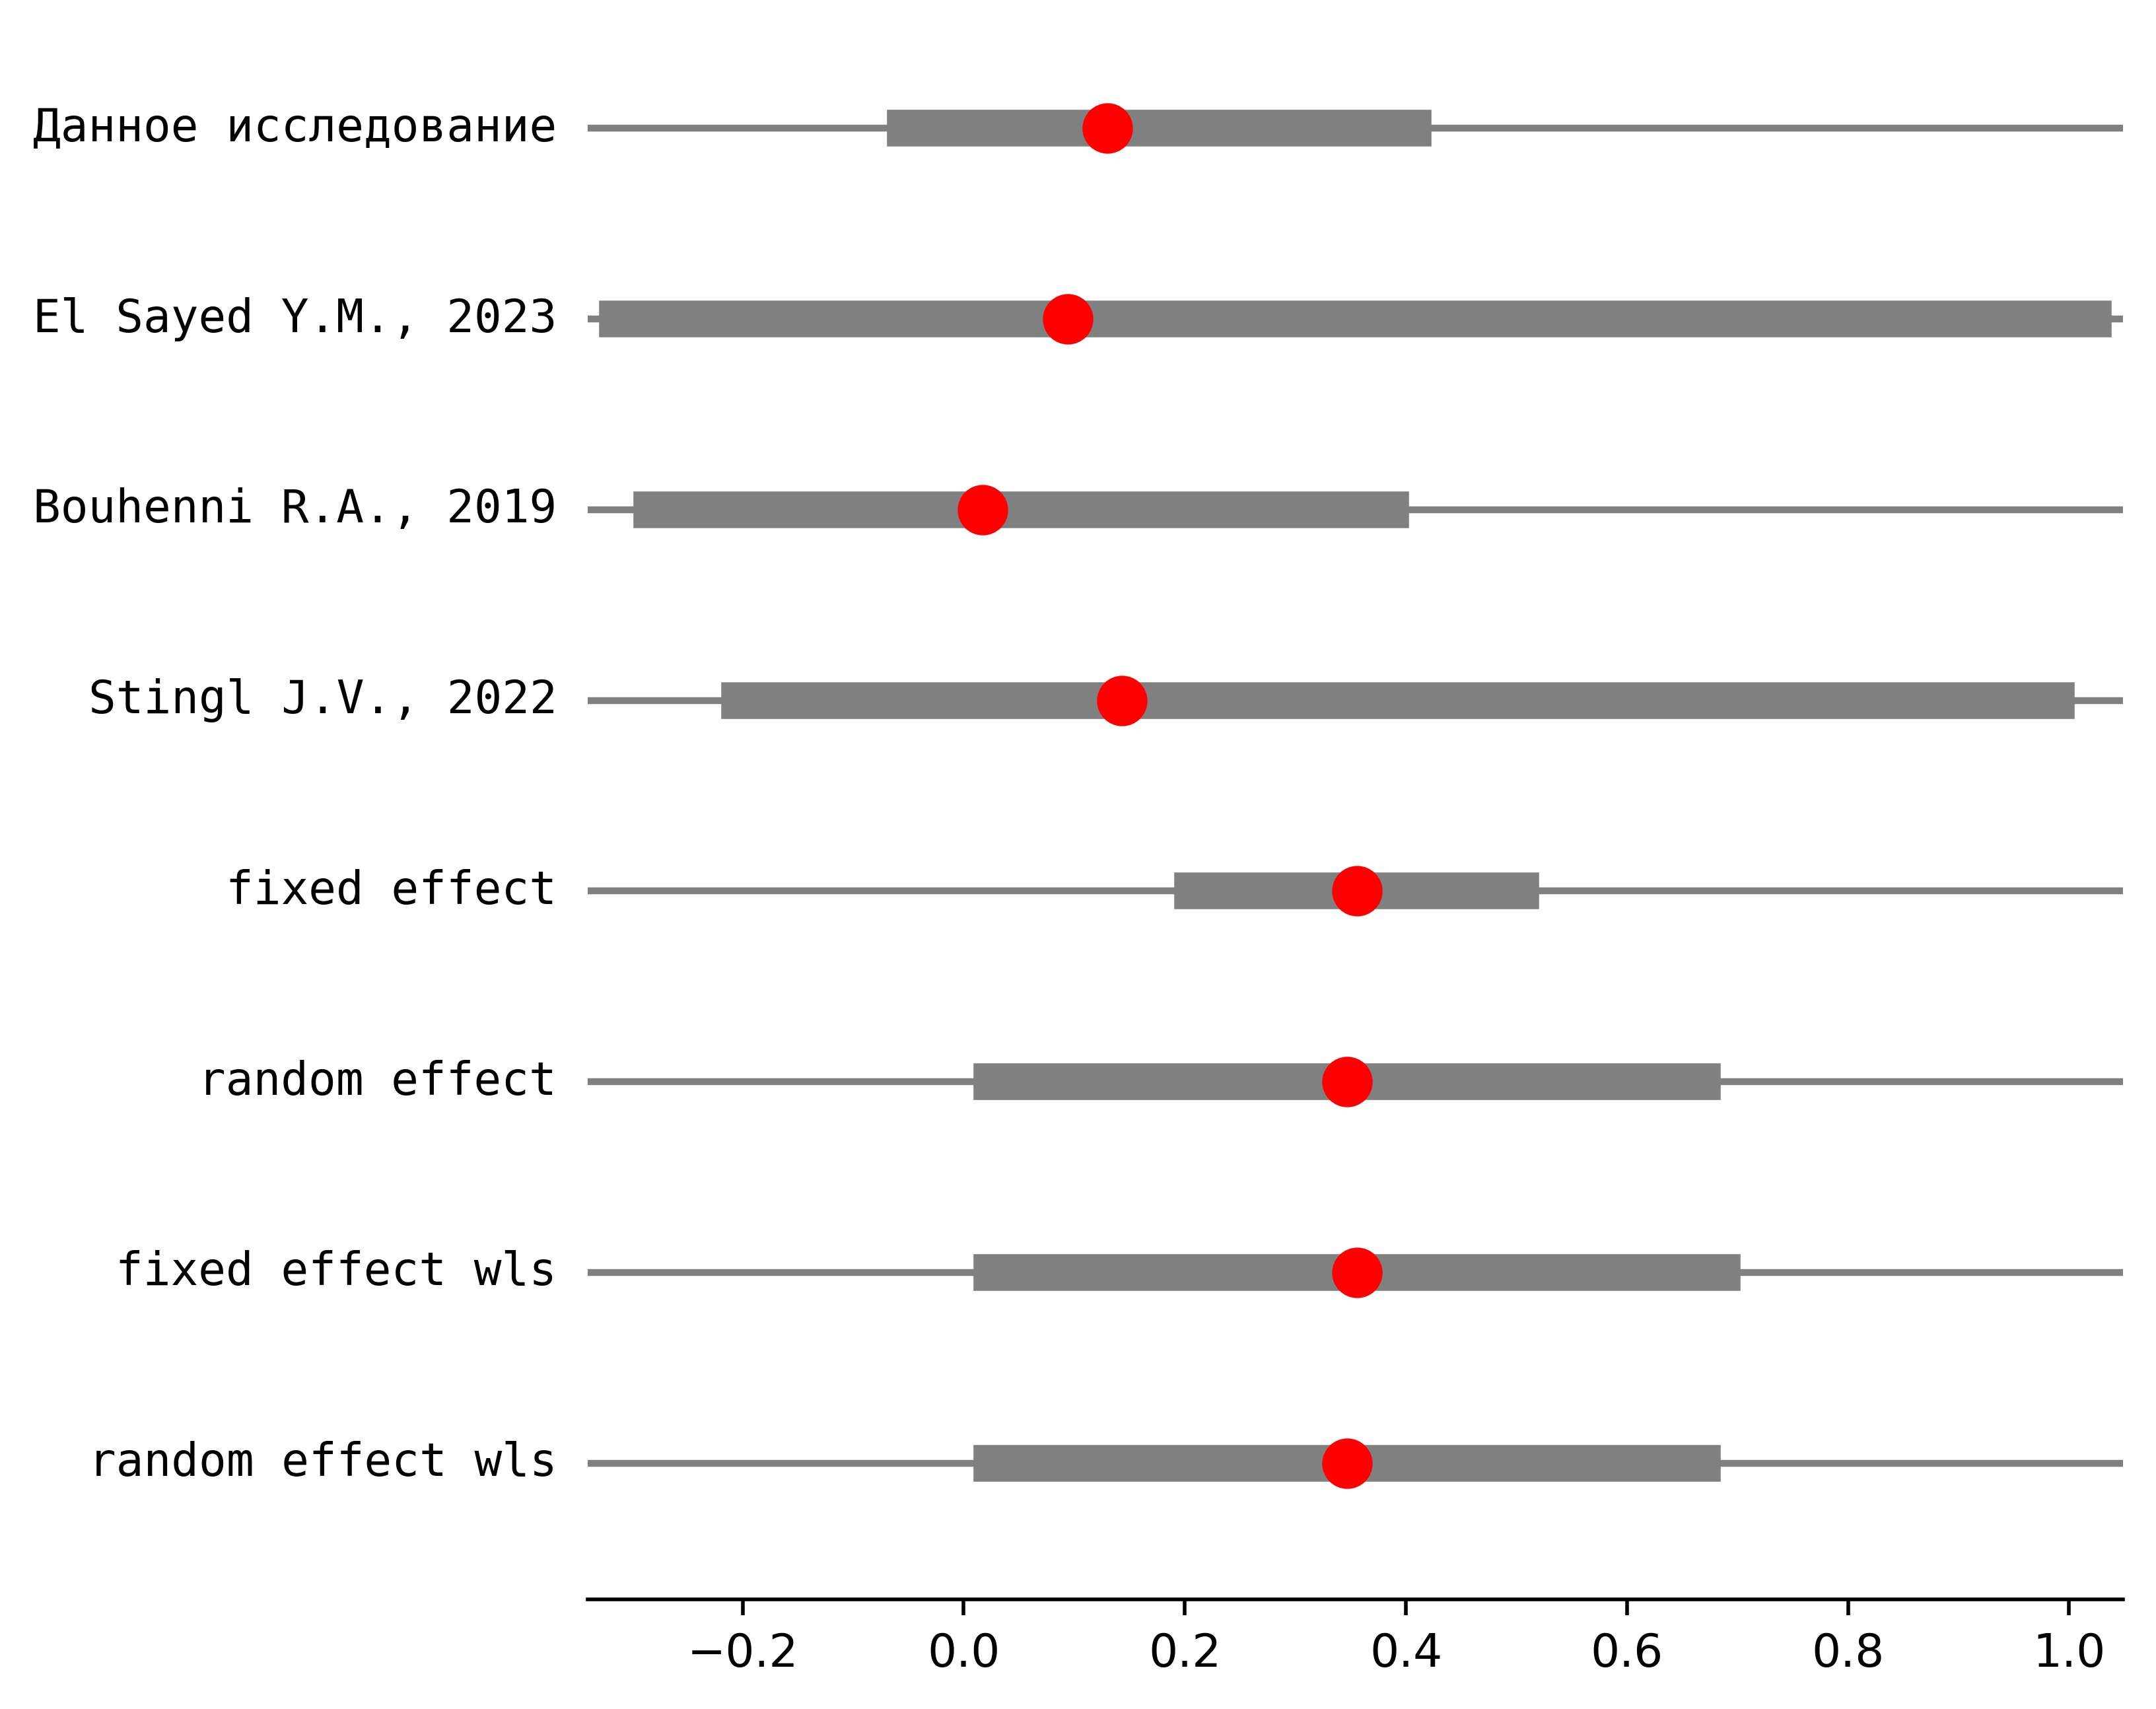 Данное исследование
El Sayed Y.M., 2023
Bouhenni R.A., 2019
Stingl J.V., 2022
fixed effect
random effect
fixed effect wls
random effect wls
−0.2 0.0 0.2 0.4 0.6 0.8 1.0